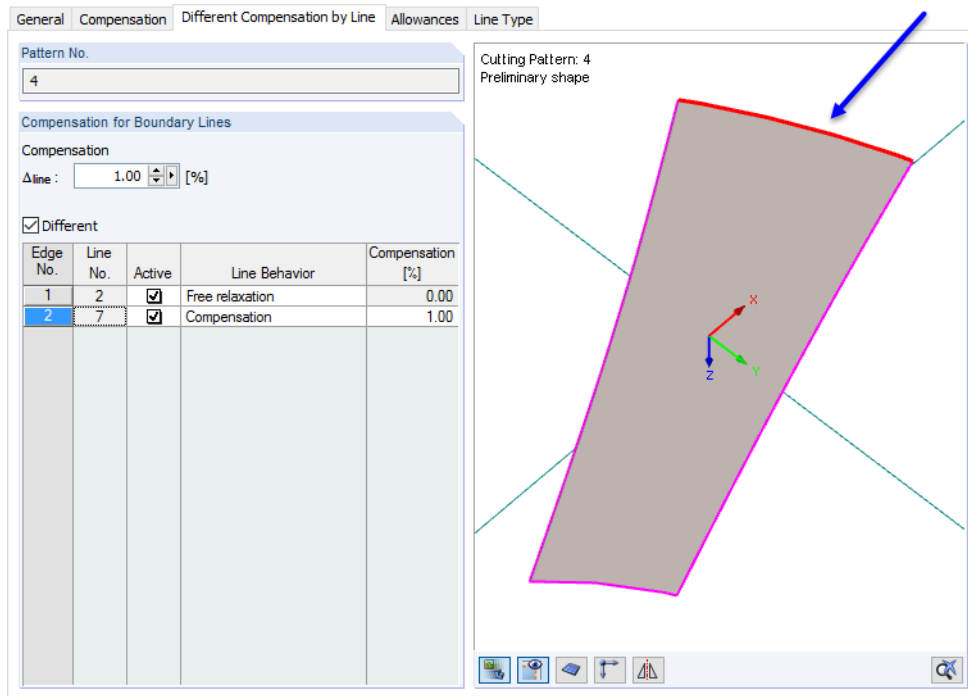 General Compensation Different Compensation by Line Allowances Line Type
Pattern No.
4
Compensation for Boundary Lines
Compensation
Δline : 1.00 [%]
Different
Edge No. Line No. Active Line Behavior Compensation [%]
1 2 Free relaxation 0.00
2 7 Compensation 1.00
Cutting Pattern: 4
Preliminary shape
X
Y
Z